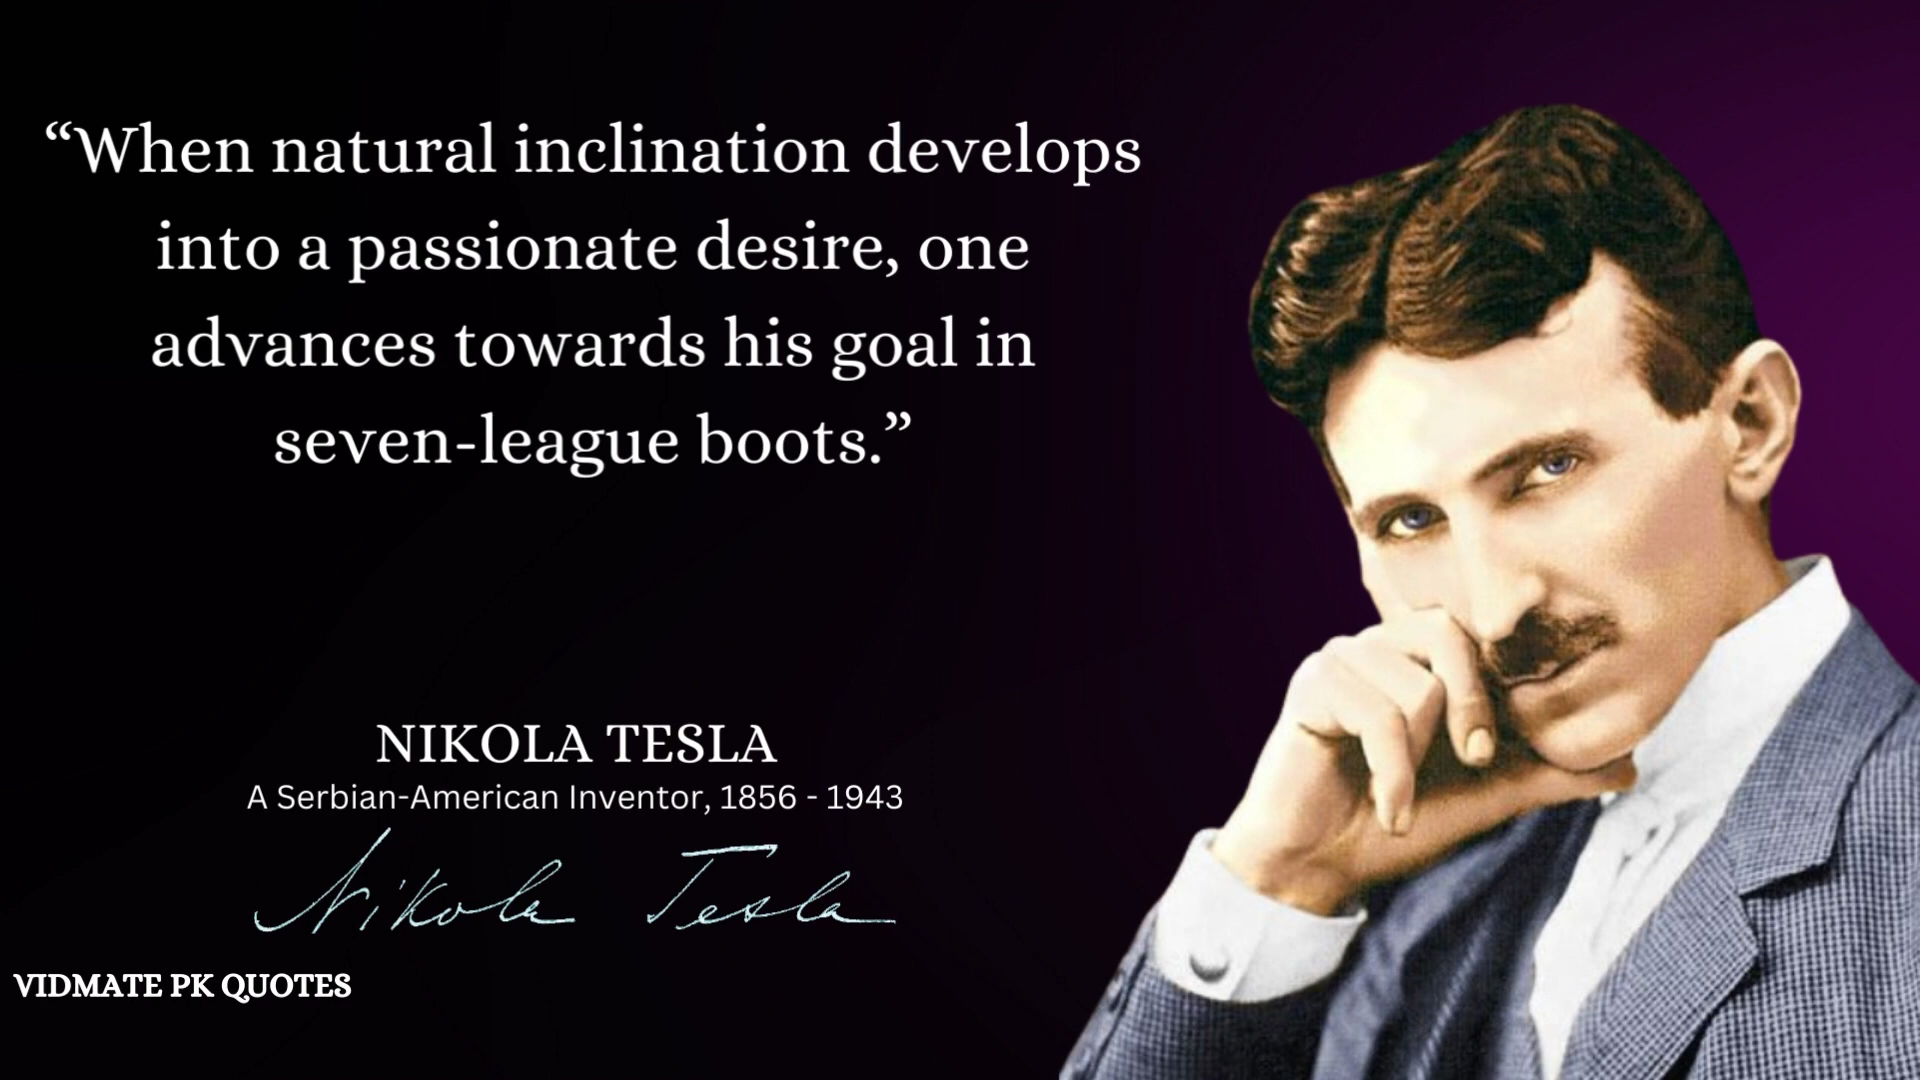 “When natural inclination develops
into a passionate desire, one
advances towards his goal in
seven-league boots.”
NIKOLA TESLA
A Serbian-American Inventor, 1856 - 1943
Nikola Tesla
VIDMATE PK QUOTES